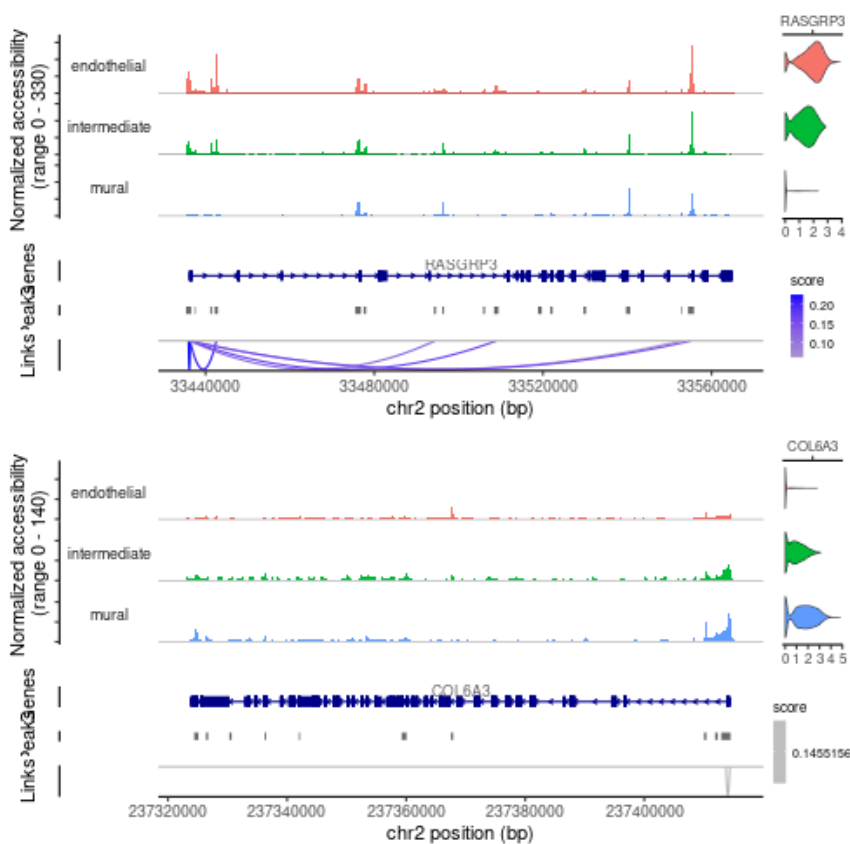 RASGRP3
Normalized accessibility
(range 0 - 330)
endothelial
intermediate
mural
0 1 2 3 4
Genes
RASGRP3
Peaks
Links
score
0.20
0.15
0.10
33440000 33480000 33520000 33560000
chr2 position (bp)
COL6A3
Normalized accessibility
(range 0 - 140)
endothelial
intermediate
mural
0 1 2 3 4 5
Genes
COL6A3
Peaks
Links
score
0.1455156
237320000 237340000 237360000 237380000 237400000
chr2 position (bp)